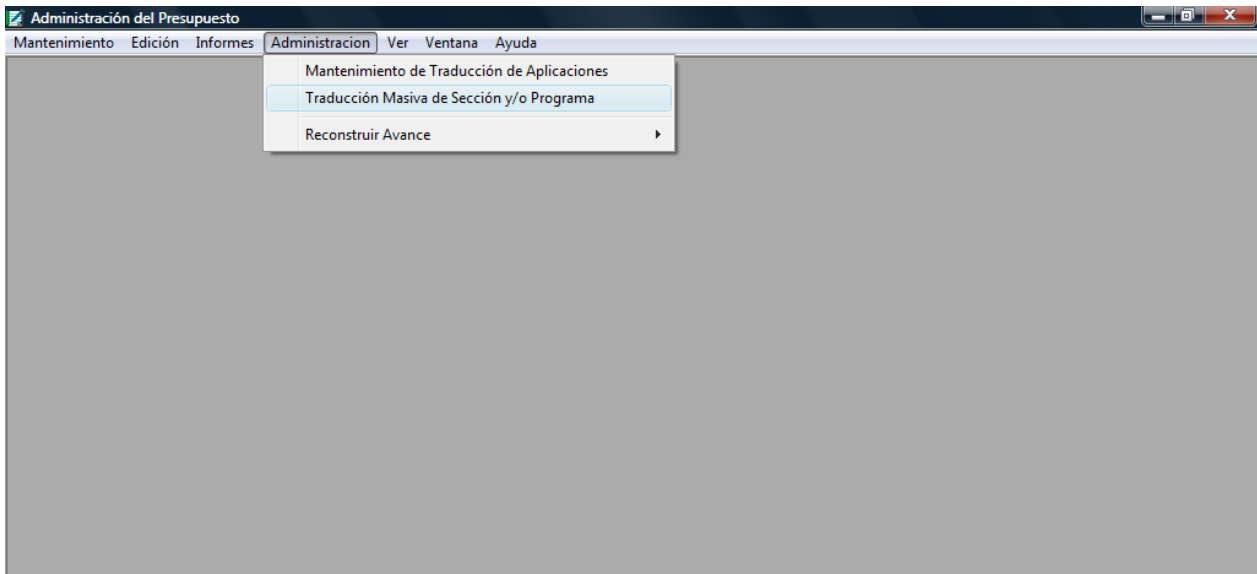 Administración del Presupuesto
Mantenimiento Edición Informes Administracion Ver Ventana Ayuda
Mantenimiento de Traducción de Aplicaciones
Traducción Masiva de Sección y/o Programa
Reconstruir Avance